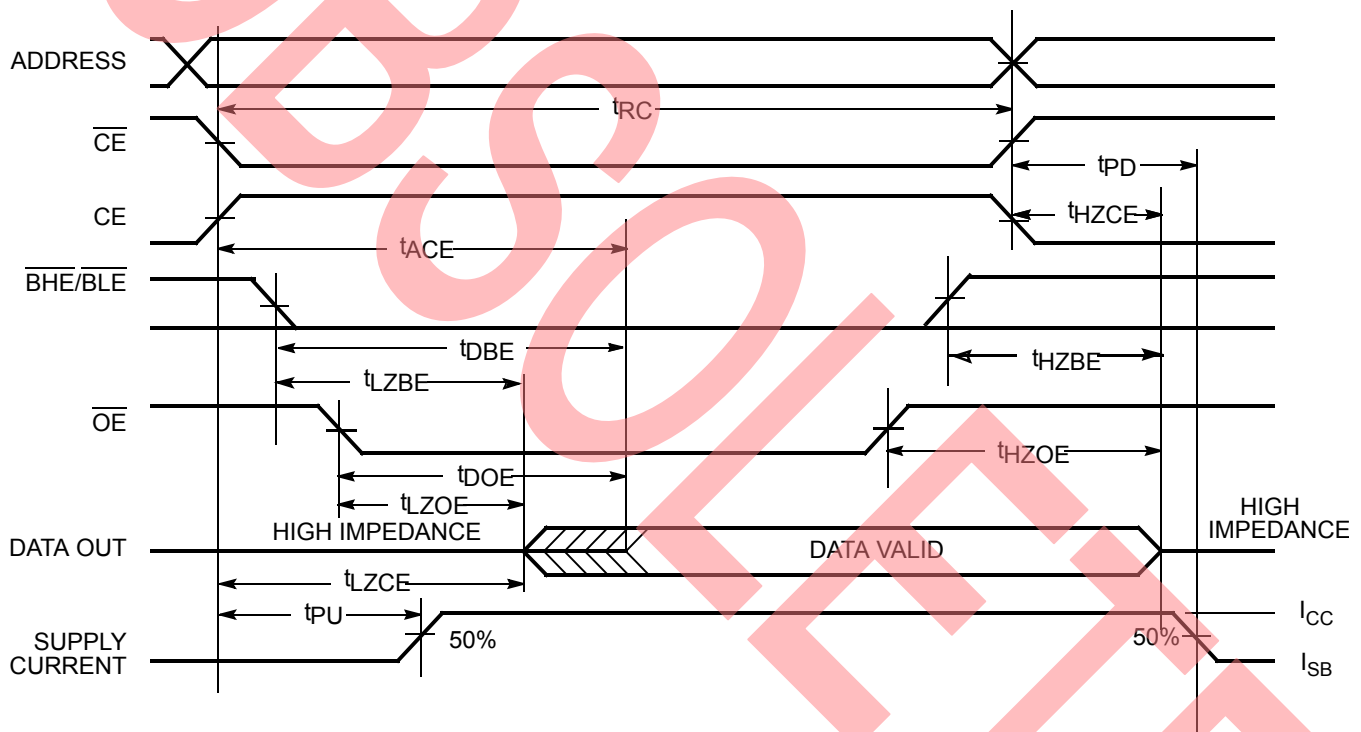 ADDRESS
tRC
CE
tPD
CE
tHZCE
tACE
BHE/BLE
tDBE
tHZBE
tLZBE
OE
tHZOE
tDOE
tLZOE
HIGH IMPEDANCE
HIGH
IMPEDANCE
DATA OUT
DATA VALID
tLZCE
tPU
ICC
50%
50%
SUPPLY
CURRENT
ISB